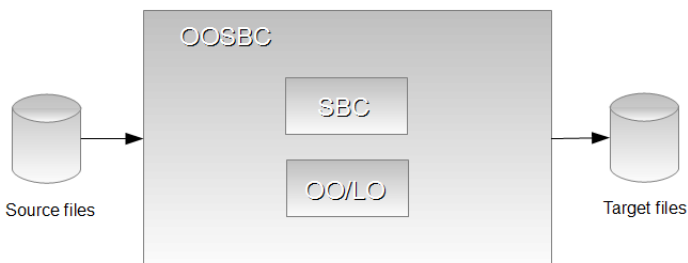 OOSBC
SBC
OO/LO
Source files
Target files